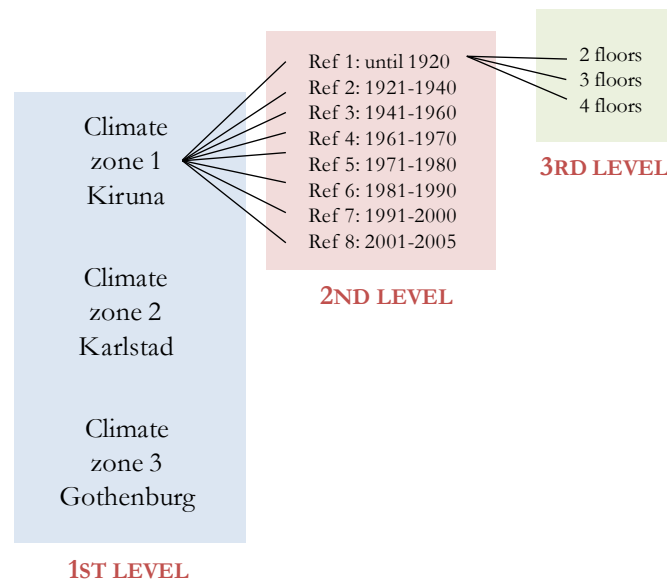 Climate
zone 1
Kiruna
Climate
zone 2
Karlstad
Climate
zone 3
Gothenburg
1ST LEVEL
Ref 1: until 1920
Ref 2: 1921-1940
Ref 3: 1941-1960
Ref 4: 1961-1970
Ref 5: 1971-1980
Ref 6: 1981-1990
Ref 7: 1991-2000
Ref 8: 2001-2005
2ND LEVEL
2 floors
3 floors
4 floors
3RD LEVEL